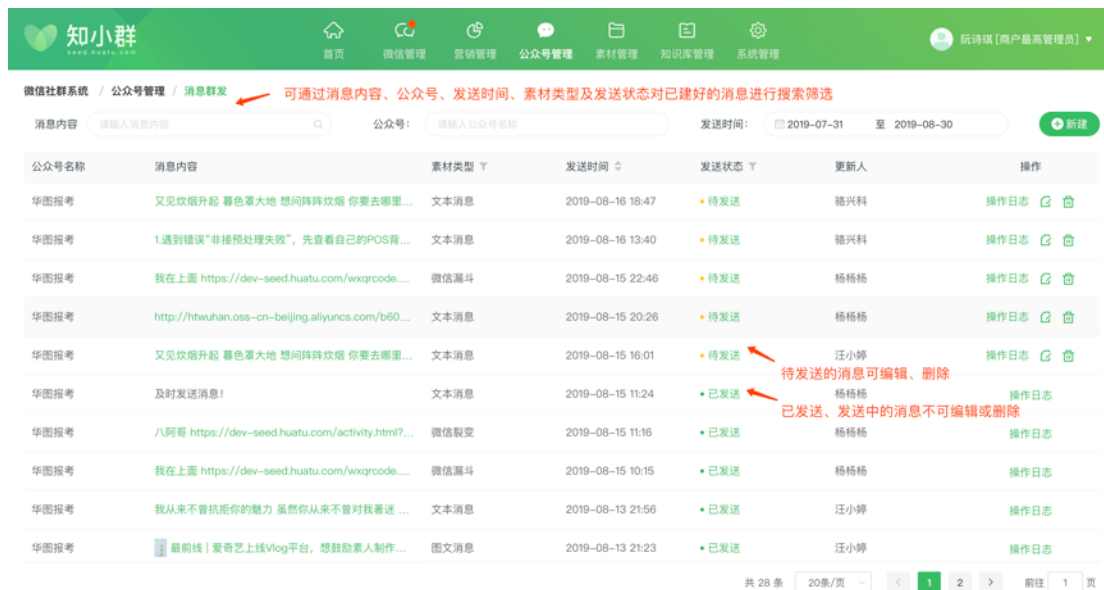 知小群
seed.huatu.com
首页 微信管理 营销管理 公众号管理 素材管理 知识库管理 系统管理
阮诗琪[商户最高管理员]
微信社群系统 / 公众号管理 / 消息群发
可通过消息内容、公众号、发送时间、素材类型及发送状态对已建好的消息进行搜索筛选
消息内容 请输入消息内容 公众号: 请输入公众号名称 发送时间: 2019-07-31 至 2019-08-30 新建
公众号名称 消息内容 素材类型 发送时间 发送状态 更新人 操作
华图报考 又见炊烟升起 暮色罩大地 想问阵阵炊烟 你要去哪里... 文本消息 2019-08-16 18:47 待发送 骆兴科 操作日志
华图报考 1.遇到错误"非接预处理失败", 先查看自己的POS背... 文本消息 2019-08-16 13:40 待发送 骆兴科 操作日志
华图报考 我在上面 https://dev-seed.huatu.com/wxqrcode.... 微信漏斗 2019-08-15 22:46 待发送 杨杨杨 操作日志
华图报考 http://htwuhan.oss-cn-beijing.aliyuncs.com/b60... 文本消息 2019-08-15 20:26 待发送 杨杨杨 操作日志
华图报考 又见炊烟升起 暮色罩大地 想问阵阵炊烟 你要去哪里... 文本消息 2019-08-15 16:01 待发送 汪小婷 操作日志
待发送的消息可编辑、删除
华图报考 及时发送消息! 文本消息 2019-08-15 11:24 已发送 杨杨杨 操作日志
已发送、发送中的消息不可编辑或删除
华图报考 八阿哥 https://dev-seed.huatu.com/activity.html?... 微信裂变 2019-08-15 11:16 已发送 杨杨杨 操作日志
华图报考 我在上面 https://dev-seed.huatu.com/wxqrcode.... 微信漏斗 2019-08-15 10:15 已发送 杨杨杨 操作日志
华图报考 我从来不曾抗拒你的魅力 虽然你从来不曾对我著迷 ... 文本消息 2019-08-13 21:56 已发送 汪小婷 操作日志
华图报考 最前线 | 爱奇艺上线Vlog平台, 想鼓励素人制作... 图文消息 2019-08-13 21:23 已发送 汪小婷 操作日志
共 28 条 20条/页 < 1 2 > 前往 1 页